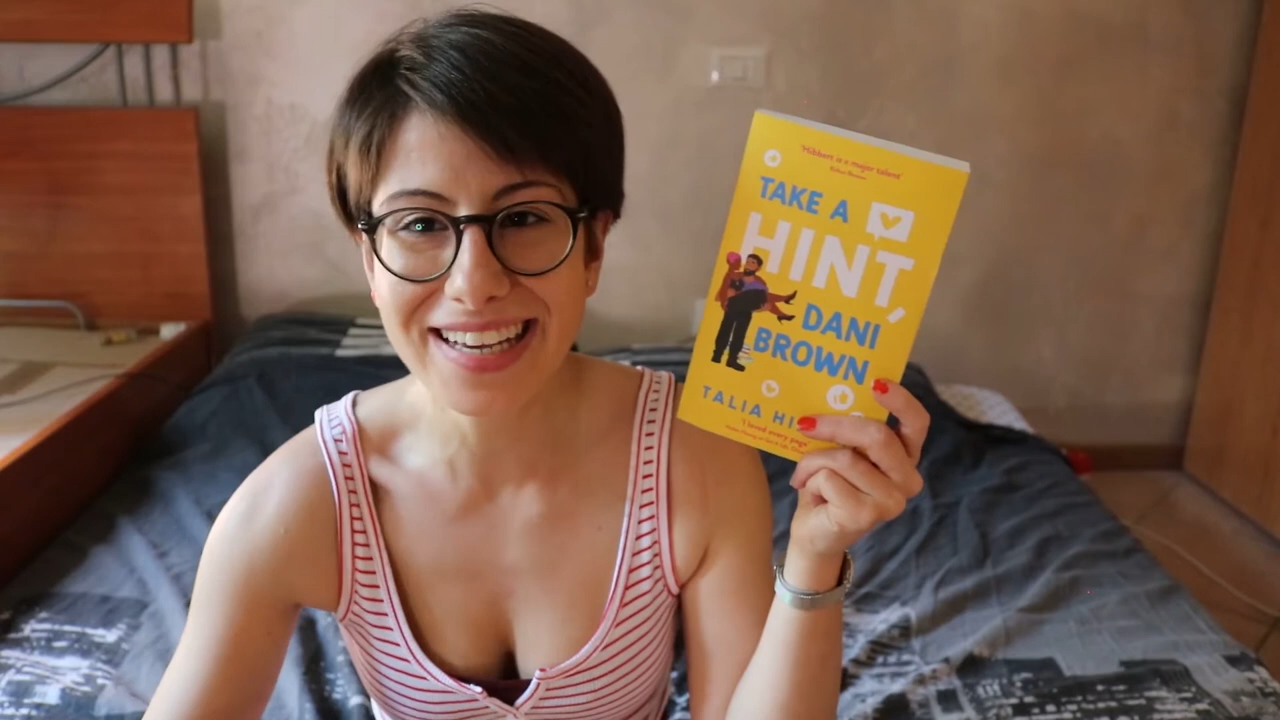 'Hibbert is a major talent'
TAKE A
HINT,
DANI
BROWN
TALIA HI
'I loved every page'